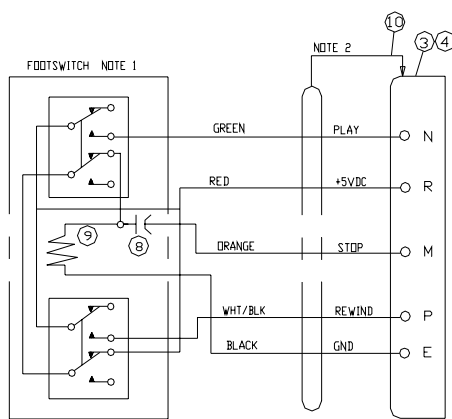 10
NOTE 2
3 4
FOOTSWITCH NOTE 1
GREEN PLAY N
RED +5VDC R
9
8
ORANGE STOP M
WHT/BLK REWIND P
BLACK GND E